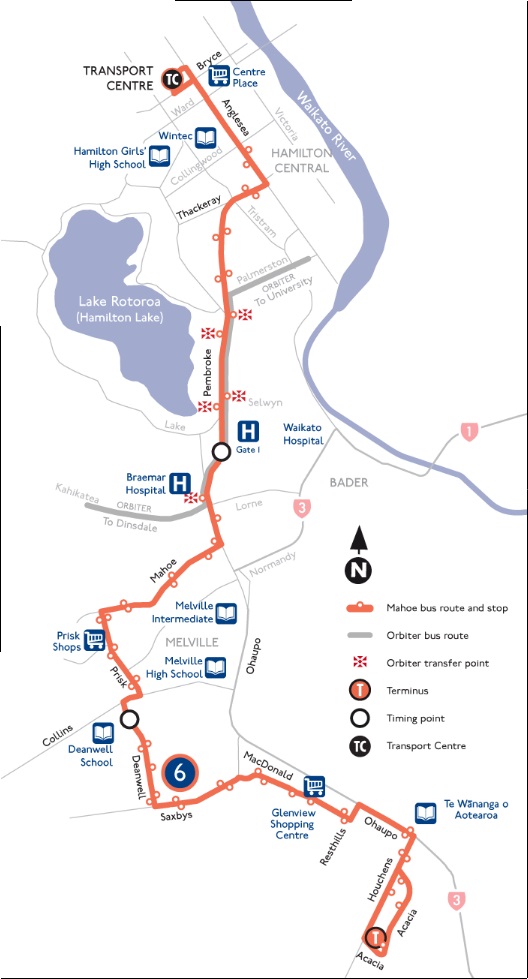 Bryce
TRANSPORT
CENTRE
TC
Centre
Place
Ward
Anglesea
Victoria
Waikato River
Wintec
Hamilton Girls'
High School
Collingwood
HAMILTON
CENTRAL
Thackeray
Tristram
Palmerston
ORBITER
To University
Lake Rotoroa
(Hamilton Lake)
Pembroke
Selwyn
Lake
H
Gate 1
Waikato
Hospital
1
Braemar
Hospital
H
BADER
Kahikatea
ORBITER
To Dinsdale
Lorne
3
N
Normandy
Mahoe
Melville
Intermediate
Mahoe bus route and stop
Prisk
Shops
MELVILLE
Orbiter bus route
Melville
High School
Ohaupo
Orbiter transfer point
Prisk
T
Terminus
Collins
Timing point
Deanwell
School
TC
Transport Centre
Deanwell
6
MacDonald
Saxbys
Glenview
Shopping
Centre
Resthills
Ohaupo
Te Wānanga o
Aotearoa
Houchens
3
Acacia
T
Acacia